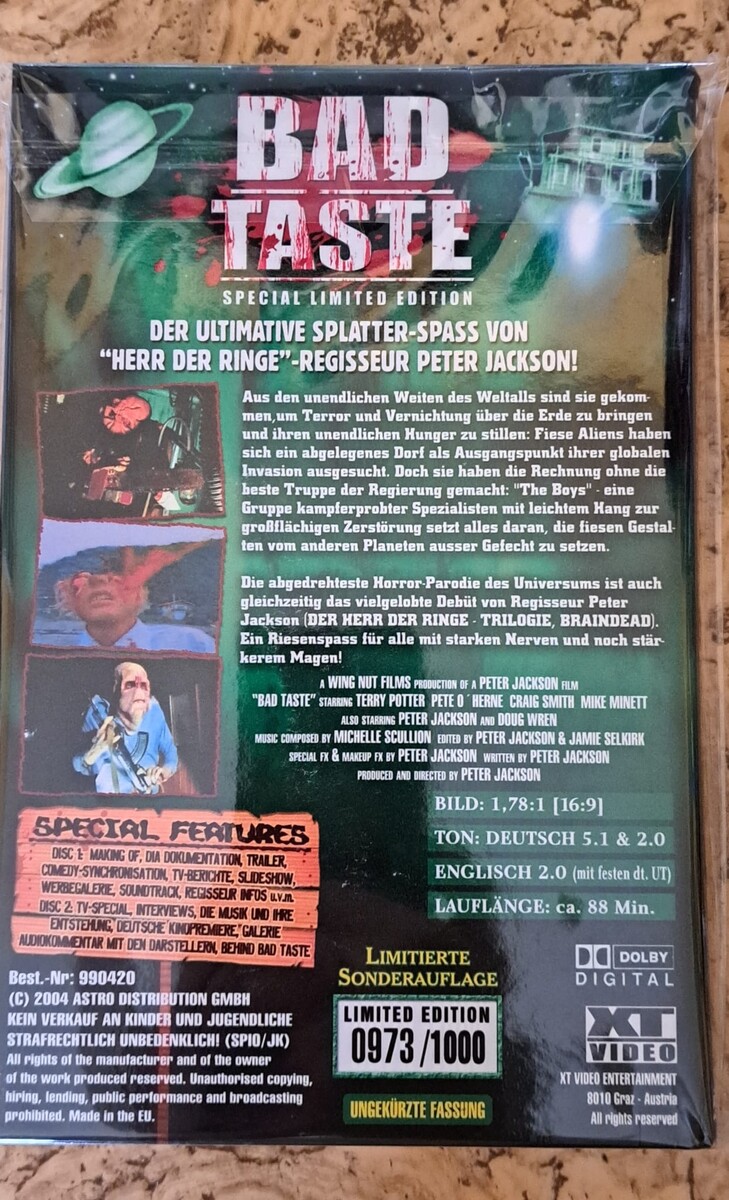 BAD
TASTE
SPECIAL LIMITED EDITION
DER ULTIMATIVE SPLATTER-SPASS VON
“HERR DER RINGE”-REGISSEUR PETER JACKSON!
Aus den unendlichen Weiten des Weltalls sind sie gekom-
men,um Terror und Vernichtung über die Erde zu bringen
und ihren unendlichen Hunger zu stillen: Fiese Aliens haben
sich ein abgelegenes Dorf als Ausgangspunkt ihrer globalen
Invasion ausgesucht. Doch sie haben die Rechnung ohne die
beste Truppe der Regierung gemacht: "The Boys" - eine
Gruppe kampferprobter Spezialisten mit leichtem Hang zur
großflächigen Zerstörung setzt alles daran, die fiesen Gestal-
ten vom anderen Planeten ausser Gefecht zu setzen.
Die abgedrehteste Horror-Parodie des Universums ist auch
gleichzeitig das vielgelobte Debüt von Regisseur Peter
Jackson (DER HERR DER RINGE - TRILOGIE, BRAINDEAD).
Ein Riesenspass für alle mit starken Nerven und noch stär-
kerem Magen!
A WING NUT FILMS PRODUCTION OF A PETER JACKSON FILM
“BAD TASTE” STARRING TERRY POTTER PETE O´HERNE CRAIG SMITH MIKE MINETT
ALSO STARRING PETER JACKSON AND DOUG WREN
MUSIC COMPOSED BY MICHELLE SCULLION EDITED BY PETER JACKSON & JAMIE SELKIRK
SPECIAL FX & MAKEUP FX BY PETER JACKSON WRITTEN BY PETER JACKSON
PRODUCED AND DIRECTED BY PETER JACKSON
BILD: 1,78:1 [16:9]
TON: DEUTSCH 5.1 & 2.0
ENGLISCH 2.0 (mit festen dt. UT)
LAUFLÄNGE: ca. 88 Min.
SPECIAL FEATURES
DISC 1: MAKING OF, DIA DOKUMENTATION, TRAILER,
COMEDY-SYNCHRONISATION, TV-BERICHTE, SLIDESHOW,
WERBEGALERIE, SOUNDTRACK, REGISSEUR INFOS u.v.m.
DISC 2: TV-SPECIAL, INTERVIEWS, DIE MUSIK UND IHRE
ENTSTEHUNG, DEUTSCHE KINOPREMIERE, GALERIE
AUDIOKOMMENTAR MIT DEN DARSTELLERN, BEHIND BAD TASTE
Best.-Nr: 990420
(C) 2004 ASTRO DISTRIBUTION GMBH
KEIN VERKAUF AN KINDER UND JUGENDLICHE
STRAFRECHTLICH UNBEDENKLICH! (SPIO/JK)
All rights of the manufacturer and of the owner
of the work produced reserved. Unauthorised copying,
hiring, lending, public performance and broadcasting
prohibited. Made in the EU.
LIMITIERTE
SONDERAUFLAGE
LIMITED EDITION
0973 /1000
UNGEKÜRZTE FASSUNG
DOLBY
DIGITAL
XT
VIDEO
XT VIDEO ENTERTAINMENT
8010 Graz - Austria
All rights reserved